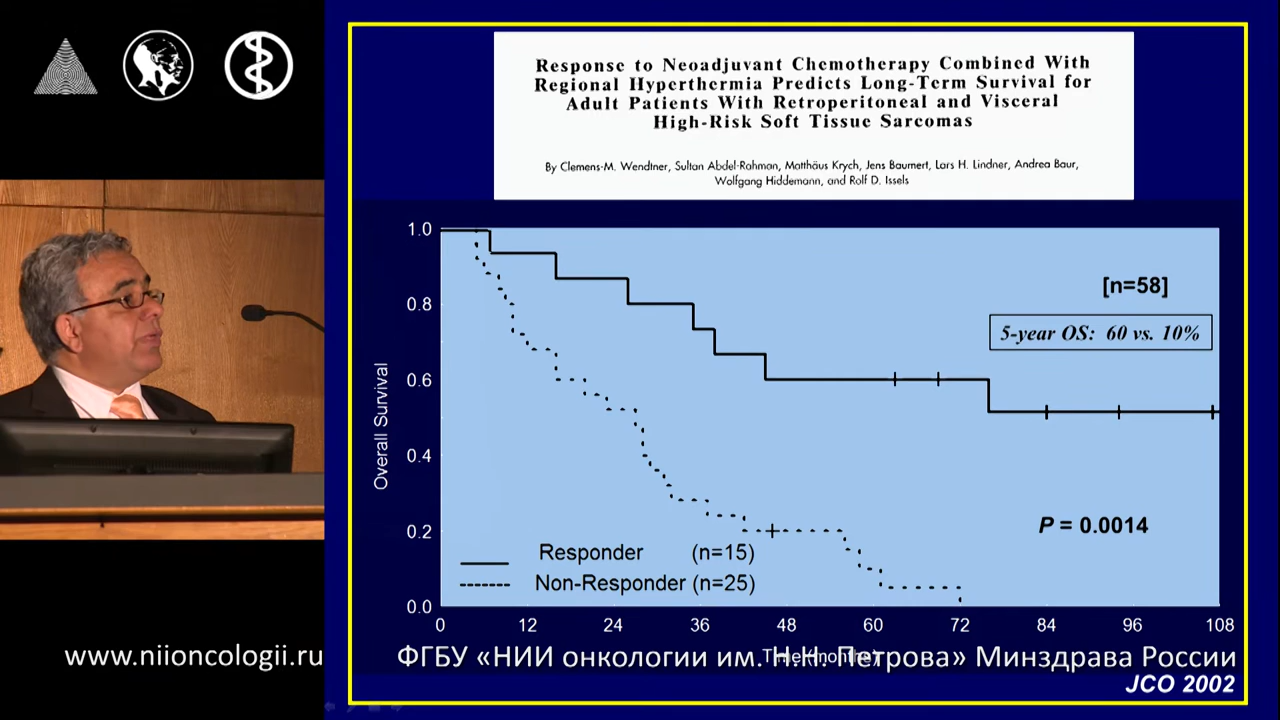 Response to Neoadjuvant Chemotherapy Combined With
Regional Hyperthermia Predicts Long-Term Survival for
Adult Patients With Retroperitoneal and Visceral
High-Risk Soft Tissue Sarcomas
By Clemens-M. Wendtner, Sultan Abdel-Rahman, Matthäus Krych, Jens Baumert, Lars H. Lindner, Andrea Baur,
Wolfgang Hiddemann, and Rolf D. Issels
1.0
0.8
0.6
0.4
0.2
0.0
Overall Survival
[n=58]
5-year OS: 60 vs. 10%
P = 0.0014
Responder (n=15)
Non-Responder (n=25)
0 12 24 36 48 60 72 84 96 108
Time (months)
www.niioncologii.ru
ФГБУ «НИИ онкологии им. Н.Н. Петрова» Минздрава России
JCO 2002